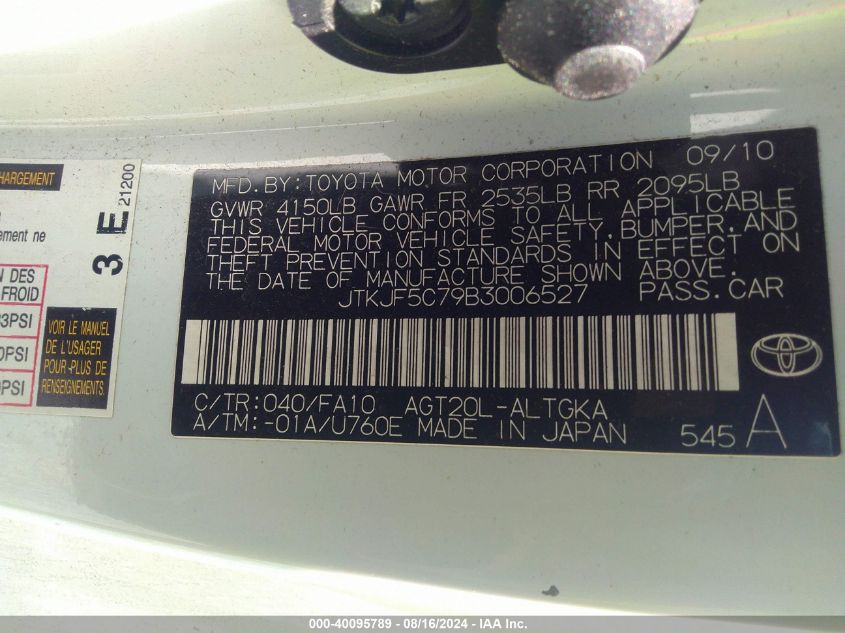 HARGEMENT
ement ne
N DES
FROID
3PSI
PSI
PSI
3 E
21200
VOIR LE MANUEL
DE L'USAGER
POUR PLUS DE
RENSEIGNEMENTS.
MFD.BY:TOYOTA MOTOR CORPORATION 09/10
GVWR 4150LB GAWR FR 2535LB RR 2095LB
THIS VEHICLE CONFORMS TO ALL APPLICABLE
FEDERAL MOTOR VEHICLE SAFETY,BUMPER,AND
THEFT PREVENTION STANDARDS IN EFFECT ON
THE DATE OF MANUFACTURE SHOWN ABOVE.
JTKJF5C79B3006527 PASS.CAR
C/TR:040/FA10 AGT20L-ALTGKA
A/TM:-01A/U760E MADE IN JAPAN 545 A
000-40095789 - 08/16/2024 - IAA Inc.